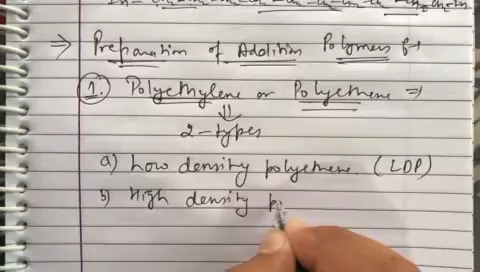 ⇒ Preparation of Addition Polymers :→
1. Polyethylene or Polyethene ⇒
⇓
2-types
a) Low density polyethene. (LDP)
b) High density p